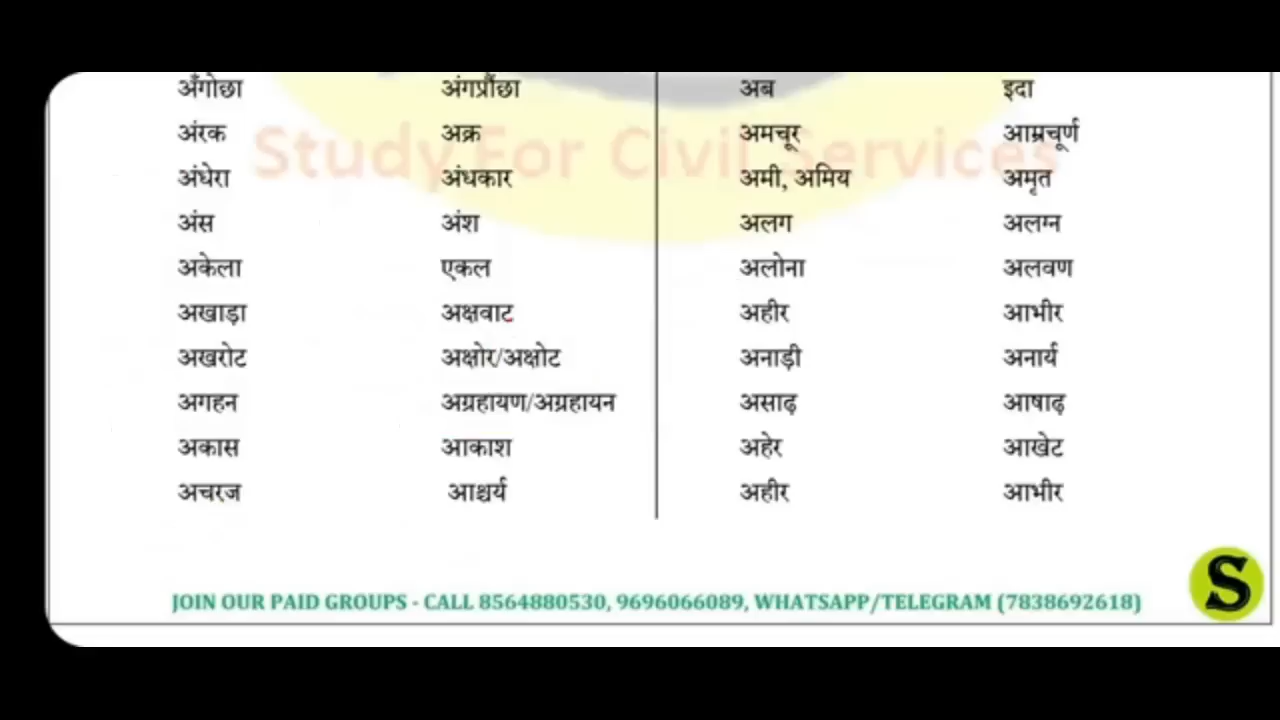 अँगोछा अंगप्रौंछा अब इदा
अंरक अक्र अमचूर आम्रचूर्ण
Study For Civil Services
अंधेरा अंधकार अमी, अमिय अमृत
अंस अंश अलग अलग्न
अकेला एकल अलोना अलवण
अखाड़ा अक्षवाट अहीर आभीर
अखरोट अक्षोर/अक्षोट अनाड़ी अनार्य
अगहन अग्रहायण/अग्रहायन असाढ़ आषाढ़
अकास आकाश अहेर आखेट
अचरज आश्चर्य अहीर आभीर
JOIN OUR PAID GROUPS - CALL 8564880530, 9696066089, WHATSAPP/TELEGRAM (7838692618)
S